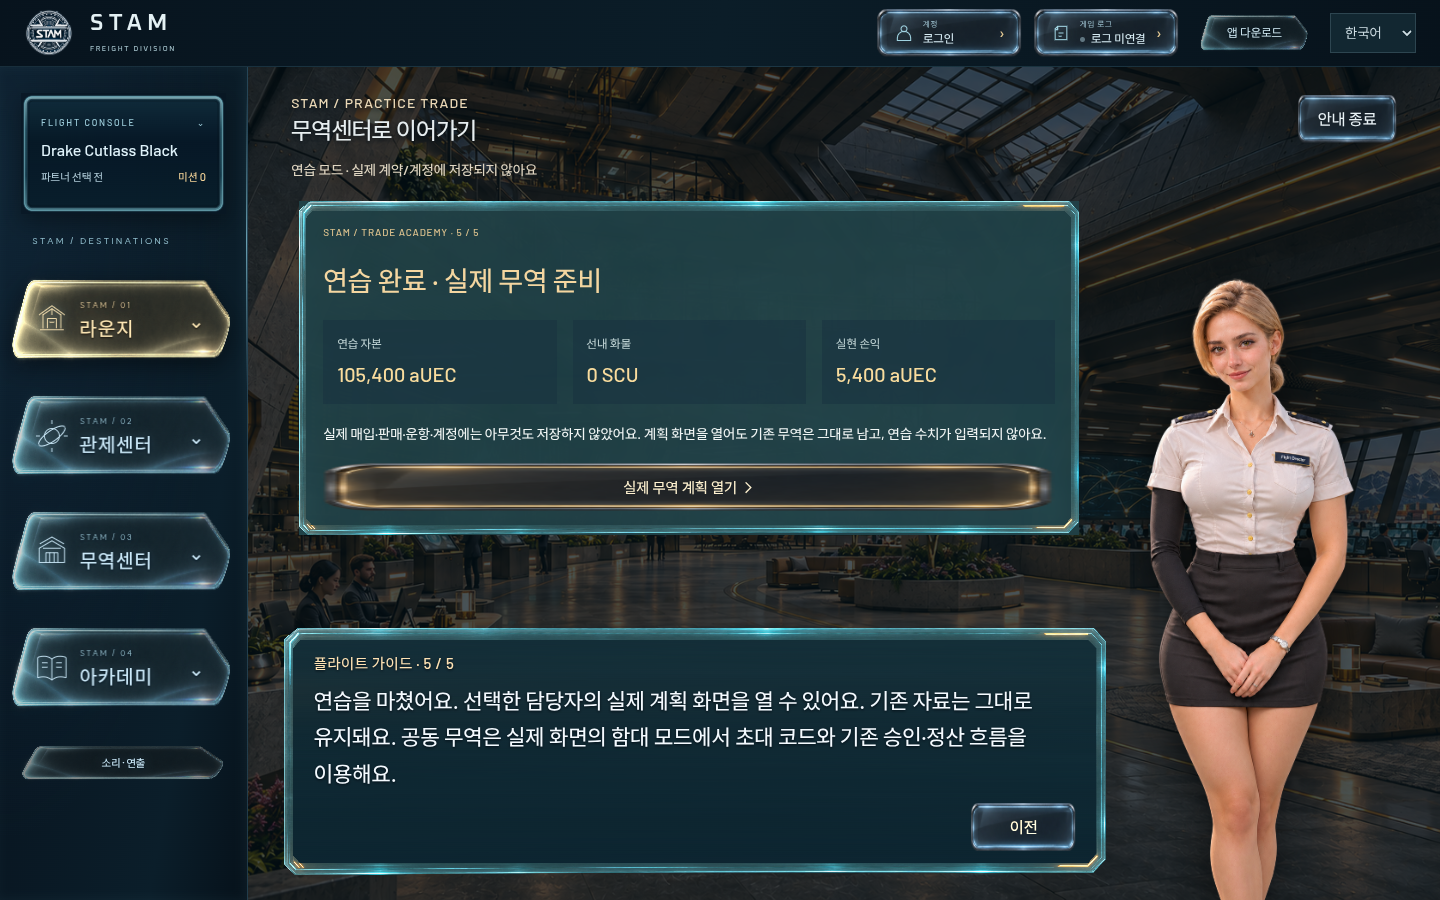 STAM
STAM
FREIGHT DIVISION
계정
로그인
게임 로그
로그 미연결
앱 다운로드
한국어
FLIGHT CONSOLE
Drake Cutlass Black
파트너 선택 전
미션 0
STAM / DESTINATIONS
STAM / 01
라운지
STAM / 02
관제센터
STAM / 03
무역센터
STAM / 04
아카데미
소리·연출
STAM / PRACTICE TRADE
무역센터로 이어가기
연습 모드 · 실제 계약/계정에 저장되지 않아요
안내 종료
STAM / TRADE ACADEMY · 5 / 5
연습 완료 · 실제 무역 준비
연습 자본
105,400 aUEC
선내 화물
0 SCU
실현 손익
5,400 aUEC
실제 매입·판매·운항·계정에는 아무것도 저장하지 않았어요. 계획 화면을 열어도 기존 무역은 그대로 남고, 연습 수치가 입력되지 않아요.
실제 무역 계획 열기
Flight Director
플라이트 가이드 · 5 / 5
연습을 마쳤어요. 선택한 담당자의 실제 계획 화면을 열 수 있어요. 기존 자료는 그대로
유지돼요. 공동 무역은 실제 화면의 함대 모드에서 초대 코드와 기존 승인·정산 흐름을
이용해요.
이전